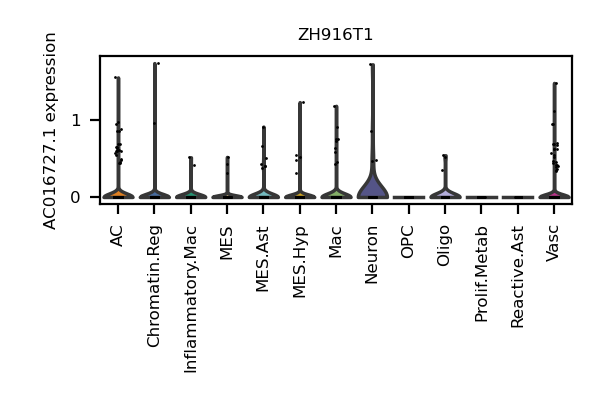 ZH916T1
AC016727.1 expression
1
0
AC
Chromatin.Reg
Inflammatory.Mac
MES
MES.Ast
MES.Hyp
Mac
Neuron
OPC
Oligo
Prolif.Metab
Reactive.Ast
Vasc